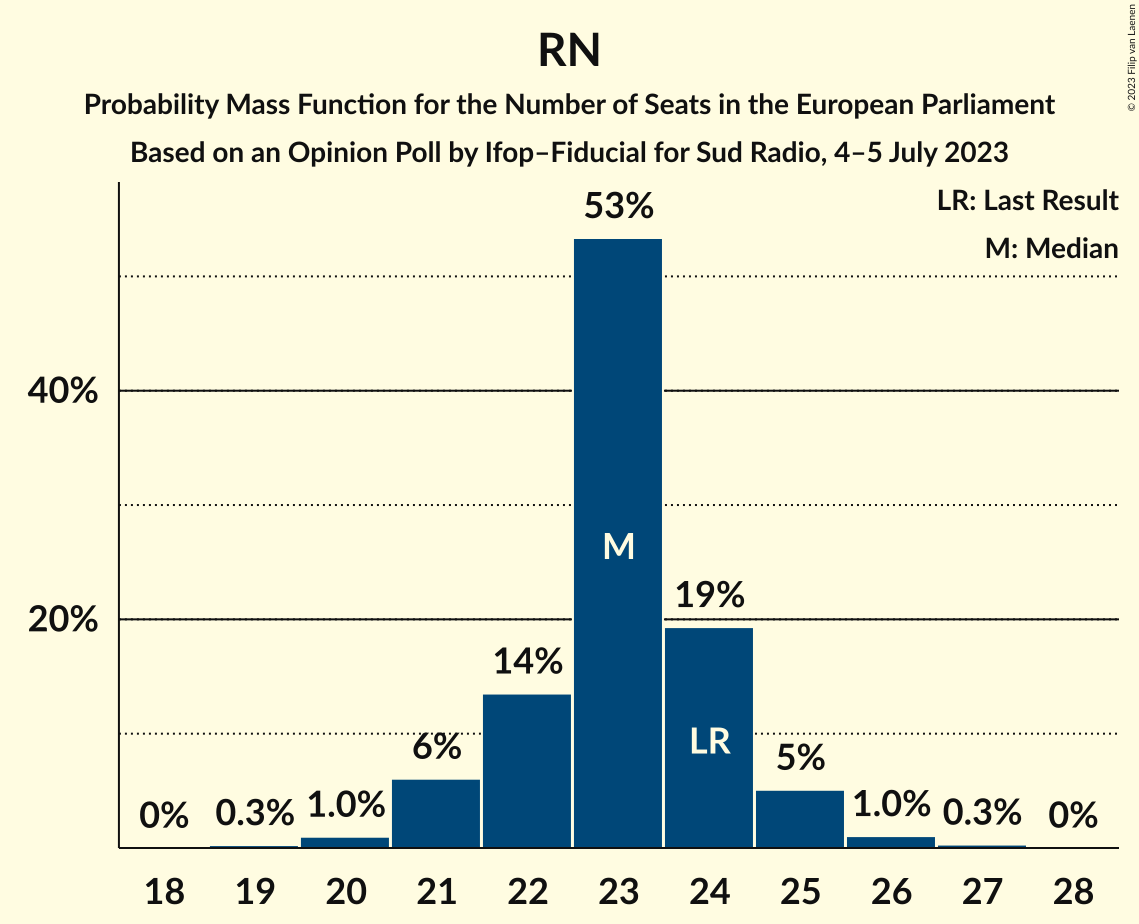 RN
Probability Mass Function for the Number of Seats in the European Parliament
Based on an Opinion Poll by Ifop–Fiducial for Sud Radio, 4–5 July 2023
© 2023 Filip van Laenen
LR: Last Result
M: Median
40%
20%
0%
0.3%
1.0%
6%
14%
53%
19%
5%
1.0%
0.3%
0%
M
LR
18 19 20 21 22 23 24 25 26 27 28